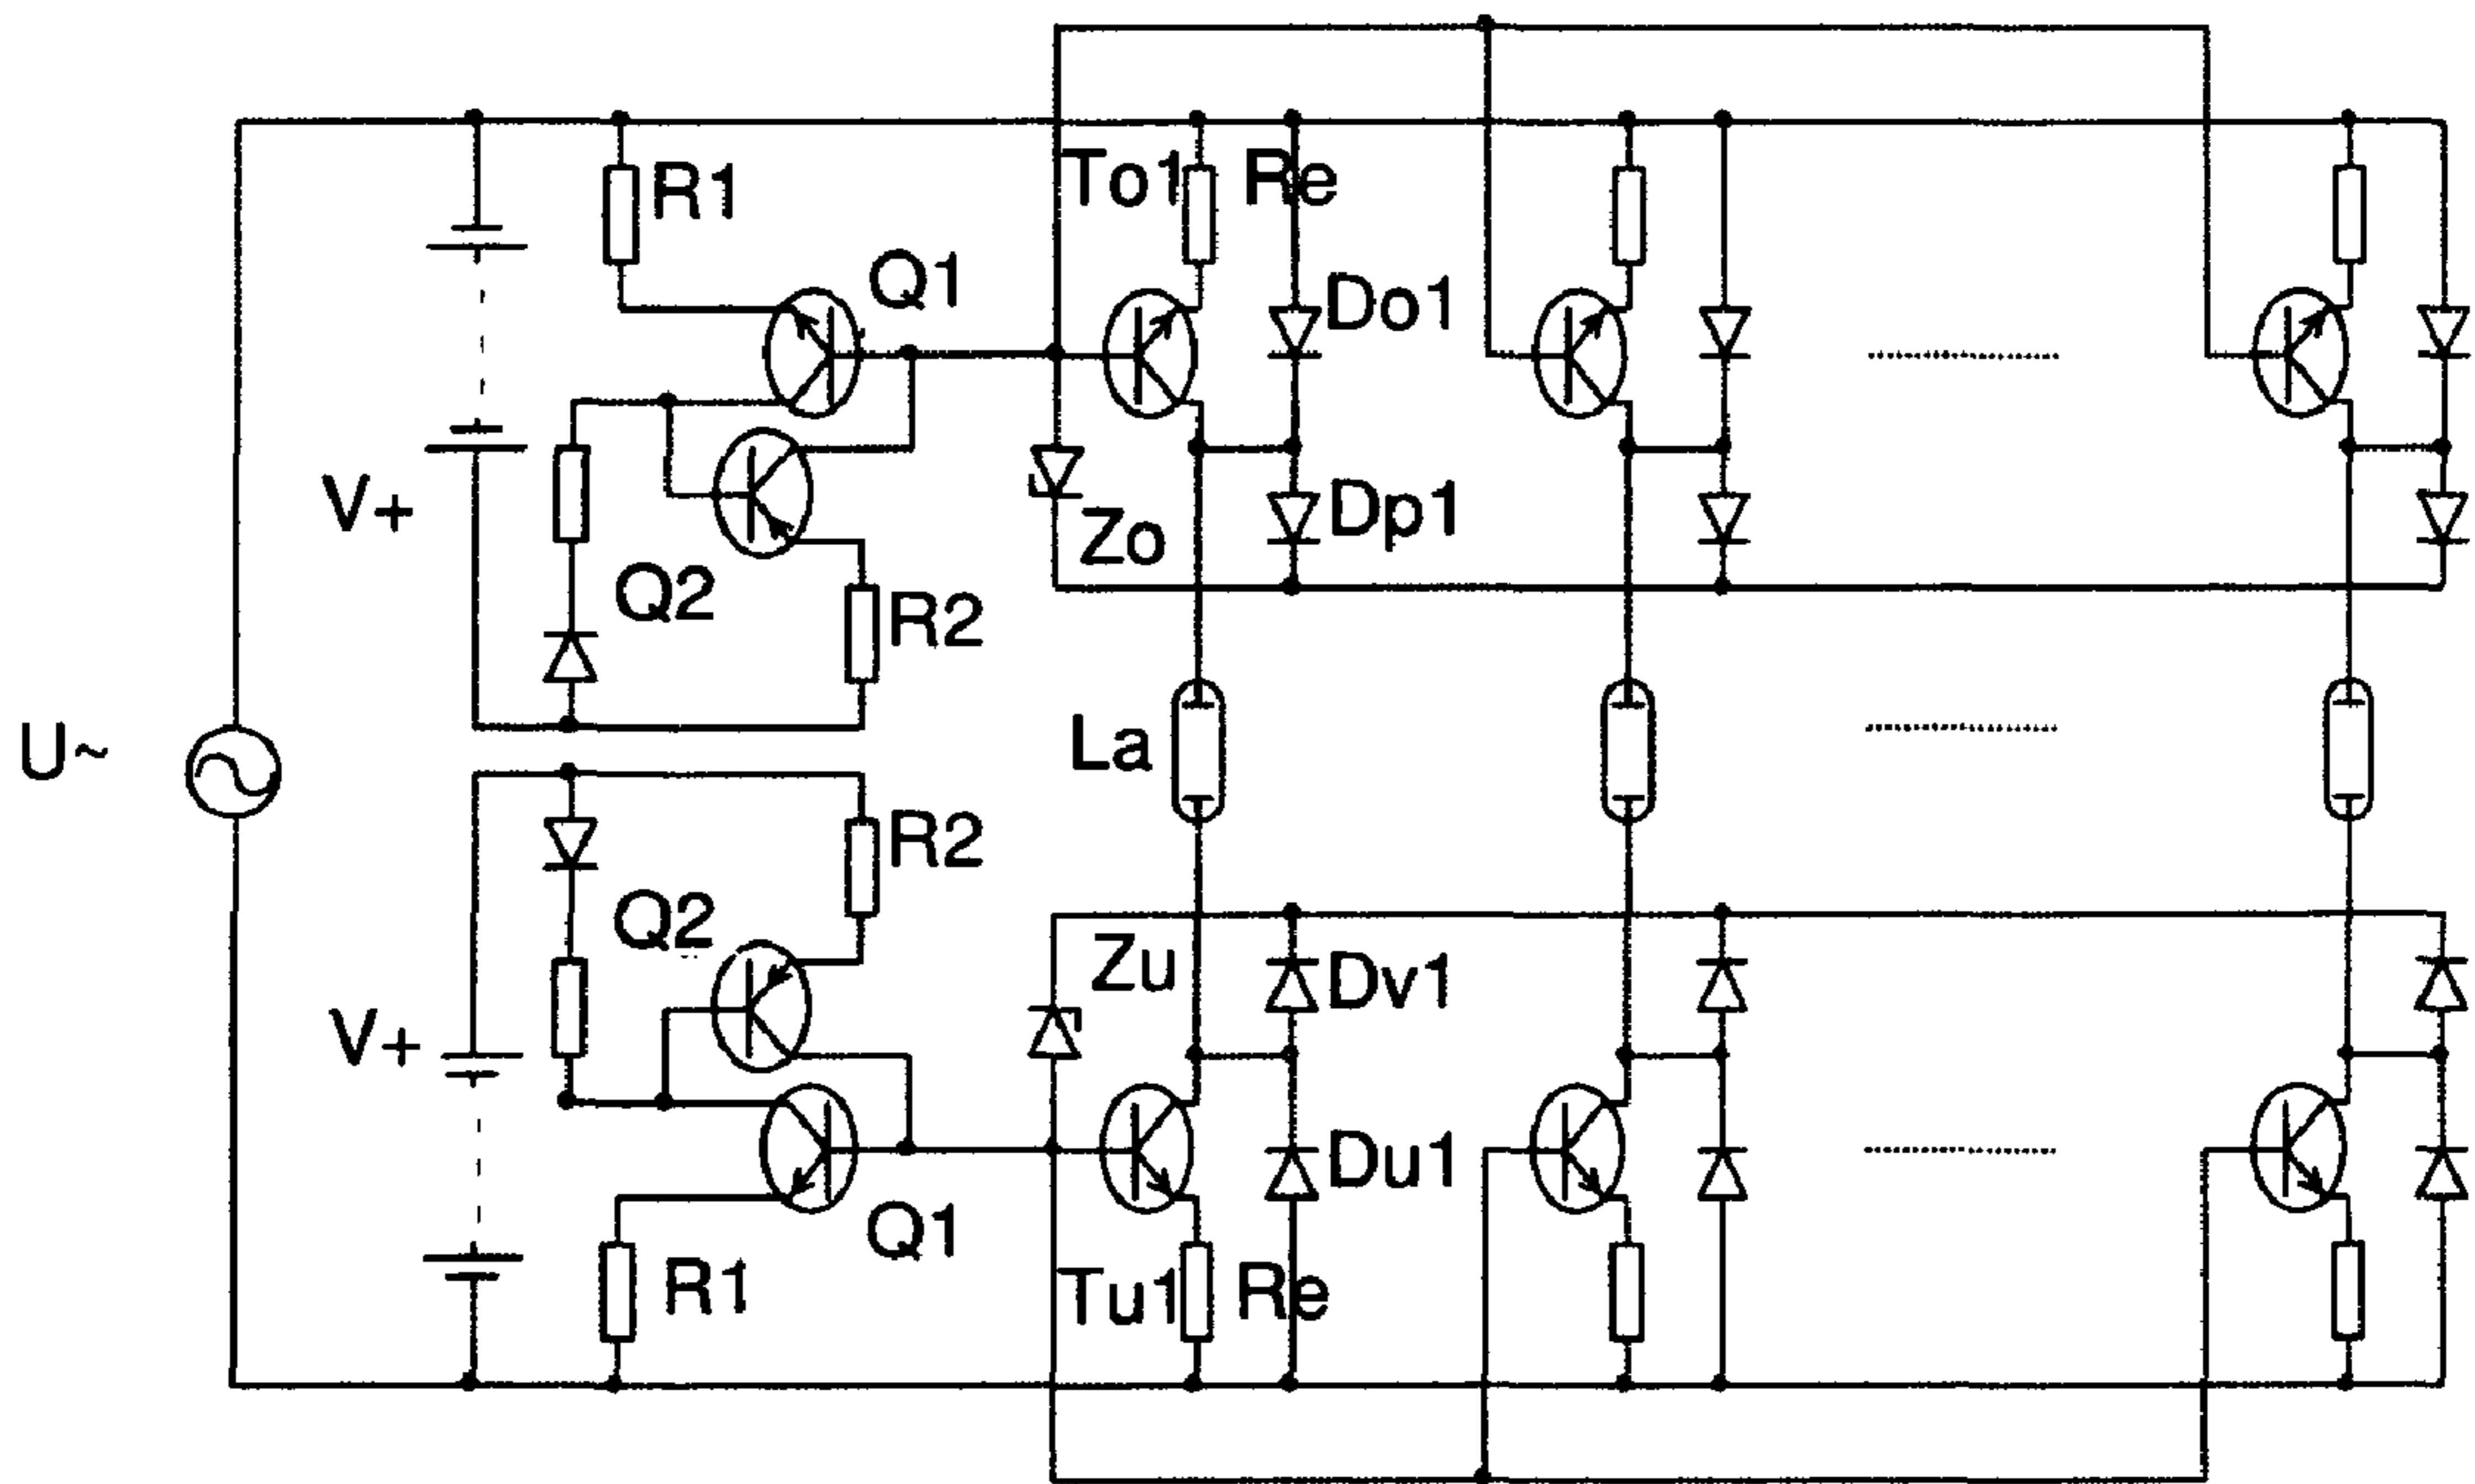 To1 Re
R1
Q1
Do1
V+
Zo
Dp1
Q2
R2
U~
La
R2
Q2
Zu
Dv1
V+
Du1
Q1
R1
Tu1 Re